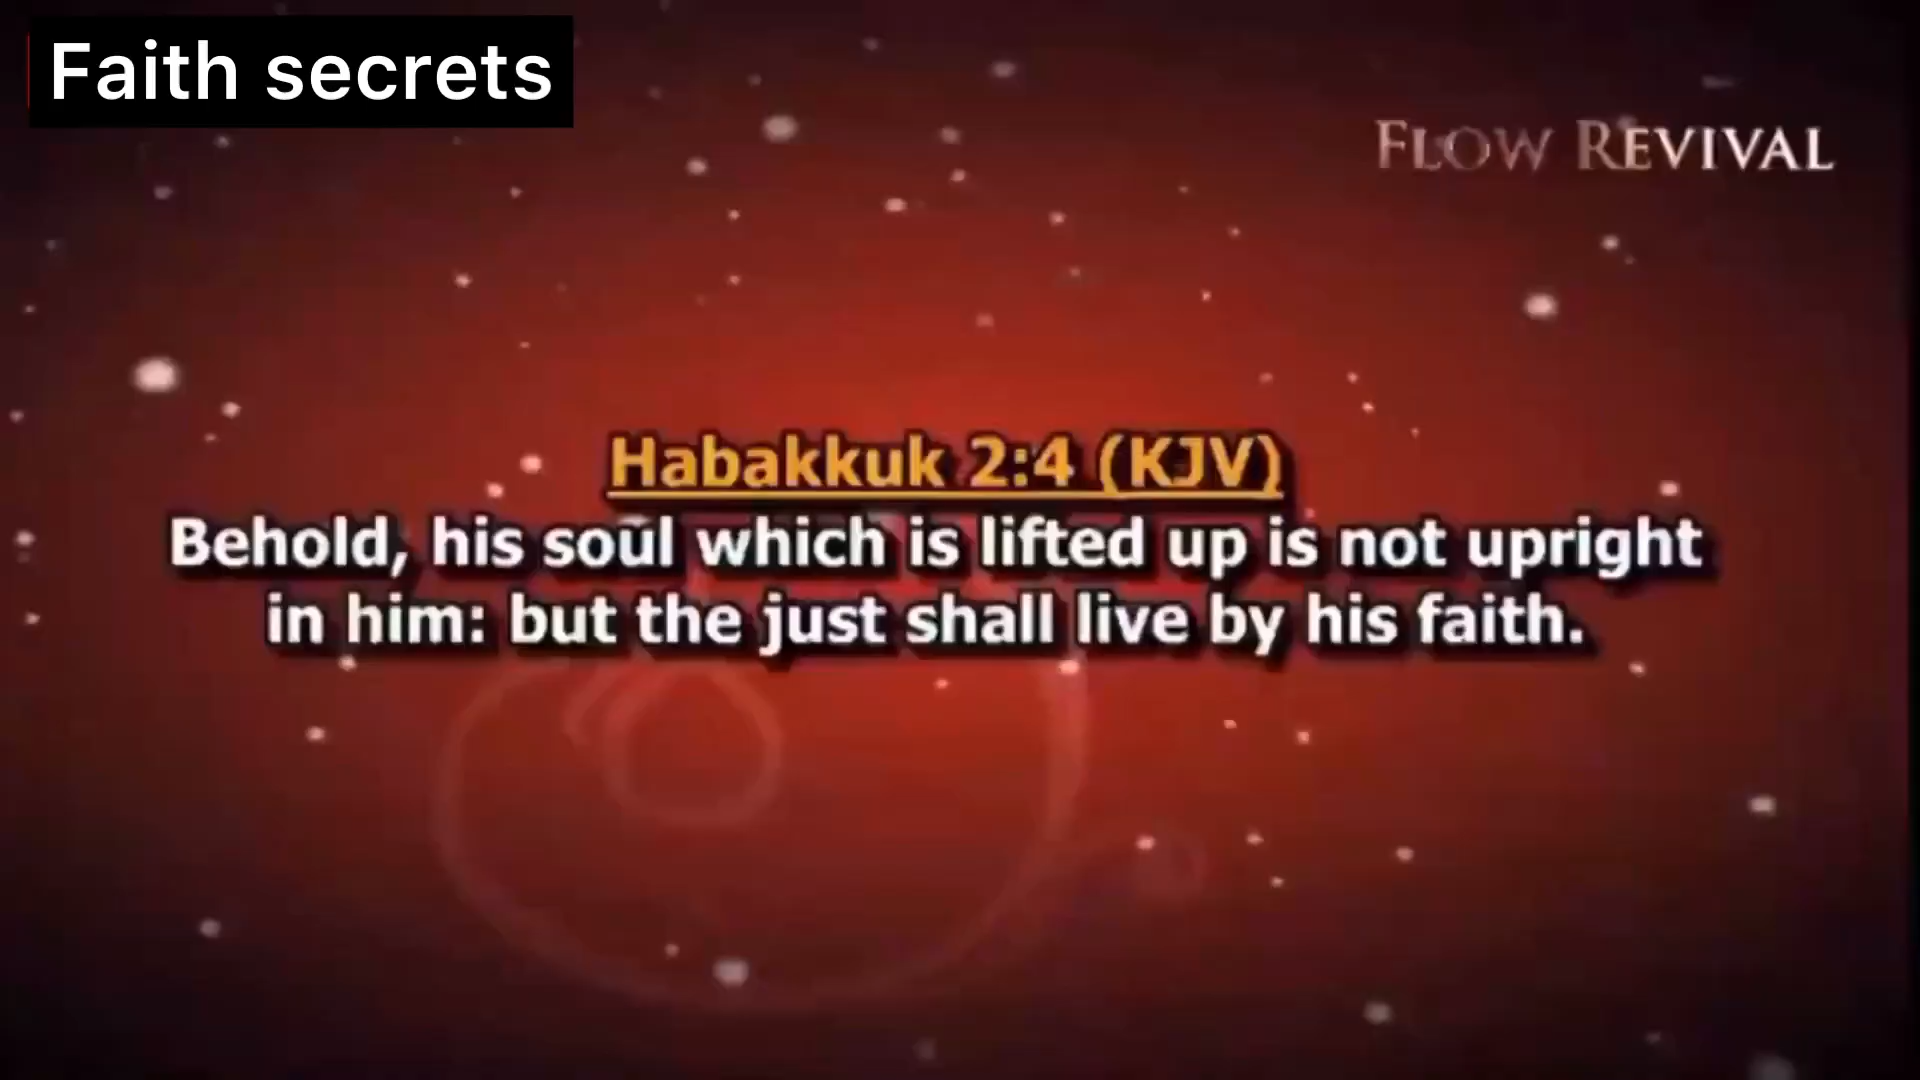 Faith secrets
FLOW REVIVAL
Habakkuk 2:4 (KJV)
Behold, his soul which is lifted up is not upright
in him: but the just shall live by his faith.